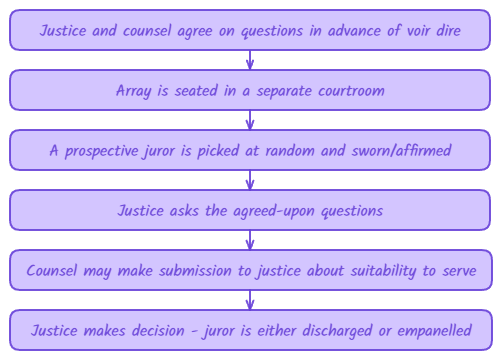 Justice and counsel agree on questions in advance of voir dire
Array is seated in a separate courtroom
A prospective juror is picked at random and sworn/affirmed
Justice asks the agreed-upon questions
Counsel may make submission to justice about suitability to serve
Justice makes decision - juror is either discharged or empanelled